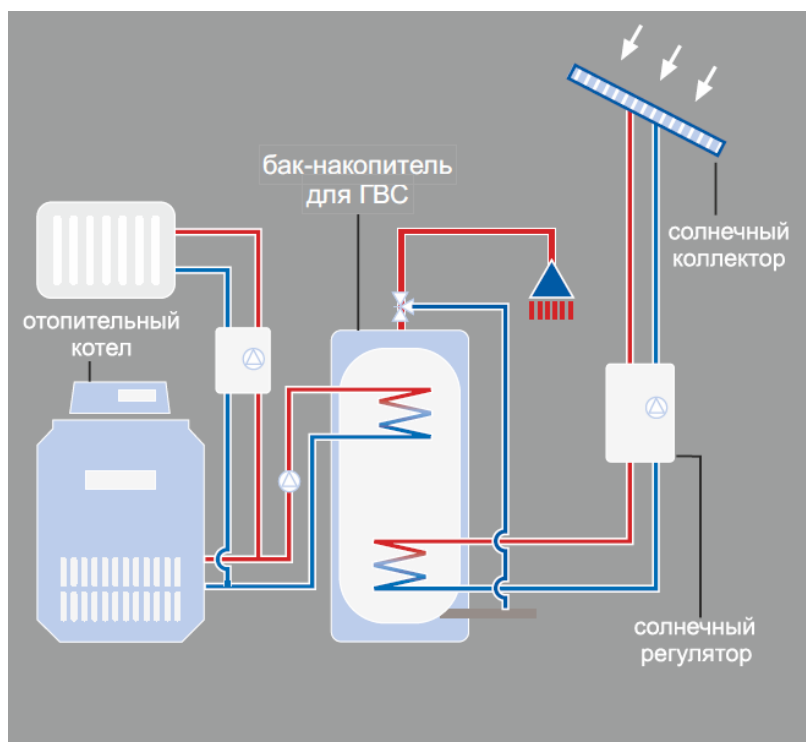 бак-накопитель
для ГВС
солнечный
коллектор
отопительный
котел
солнечный
регулятор